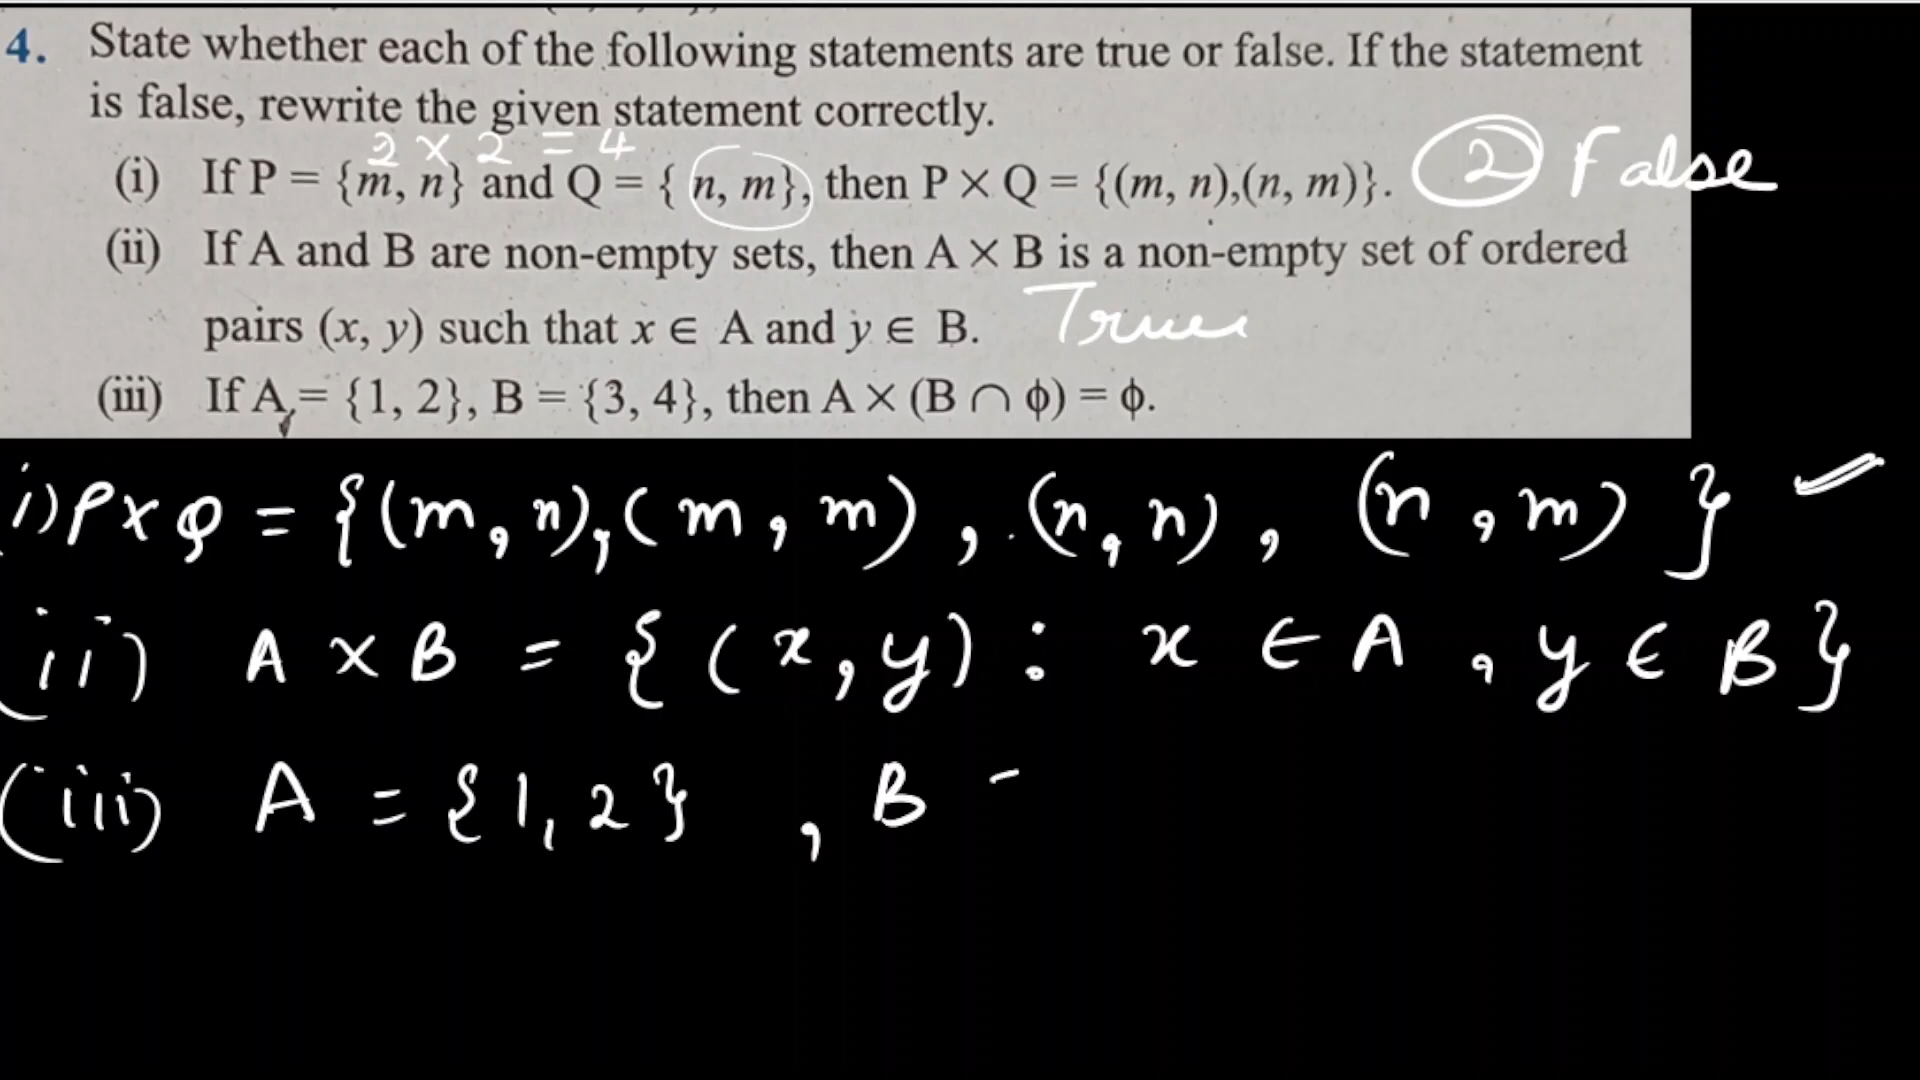 4. State whether each of the following statements are true or false. If the statement
is false, rewrite the given statement correctly.
2 × 2 = 4
(i) If P = {m, n} and Q = { n, m}, then P × Q = {(m, n),(n, m)}. 2 False
(ii) If A and B are non-empty sets, then A × B is a non-empty set of ordered
pairs (x, y) such that x ∈ A and y ∈ B. True
(iii) If A = {1, 2}, B = {3, 4}, then A × (B ∩ ϕ) = ϕ.
i) P × Q = {(m, n), (m, m), (n, n), (n, m)}
(ii) A × B = {(x, y) : x ∈ A, y ∈ B}
(iii) A = {1, 2}, B -